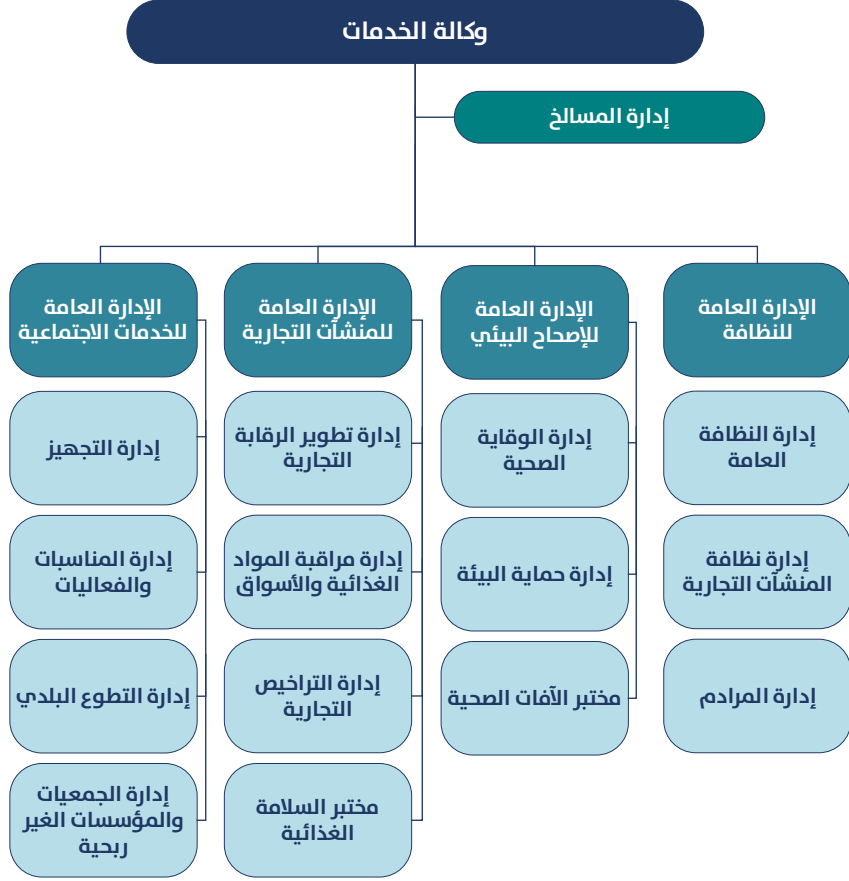 وكالة الخدمات
إدارة المسالخ
الإدارة العامة
للنظافة
إدارة النظافة
العامة
إدارة نظافة
المنشآت التجارية
إدارة المرادم
الإدارة العامة
للإصحاح البيئي
إدارة الوقاية
الصحية
إدارة حماية البيئة
مختبر الآفات الصحية
الإدارة العامة
للمنشآت التجارية
إدارة تطوير الرقابة
التجارية
إدارة مراقبة المواد
الغذائية والأسواق
إدارة التراخيص
التجارية
مختبر السلامة
الغذائية
الإدارة العامة
للخدمات الاجتماعية
إدارة التجهيز
إدارة المناسبات
والفعاليات
إدارة التطوع البلدي
إدارة الجمعيات
والمؤسسات الغير
ربحية